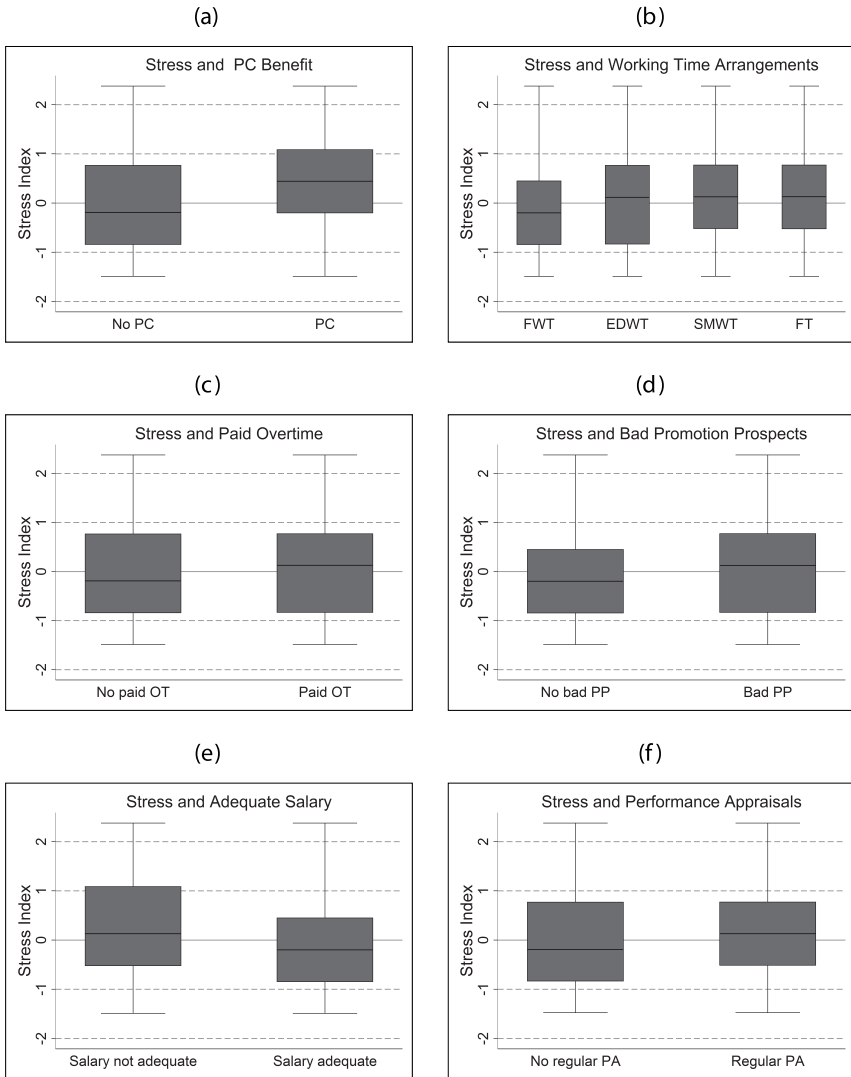 (a)
Stress and PC Benefit
Stress Index
2
1
0
-1
-2
No PC PC
(b)
Stress and Working Time Arrangements
Stress Index
2
1
0
-1
-2
FWT EDWT SMWT FT
(c)
Stress and Paid Overtime
Stress Index
2
1
0
-1
-2
No paid OT Paid OT
(d)
Stress and Bad Promotion Prospects
Stress Index
2
1
0
-1
-2
No bad PP Bad PP
(e)
Stress and Adequate Salary
Stress Index
2
1
0
-1
-2
Salary not adequate Salary adequate
(f)
Stress and Performance Appraisals
Stress Index
2
1
0
-1
-2
No regular PA Regular PA